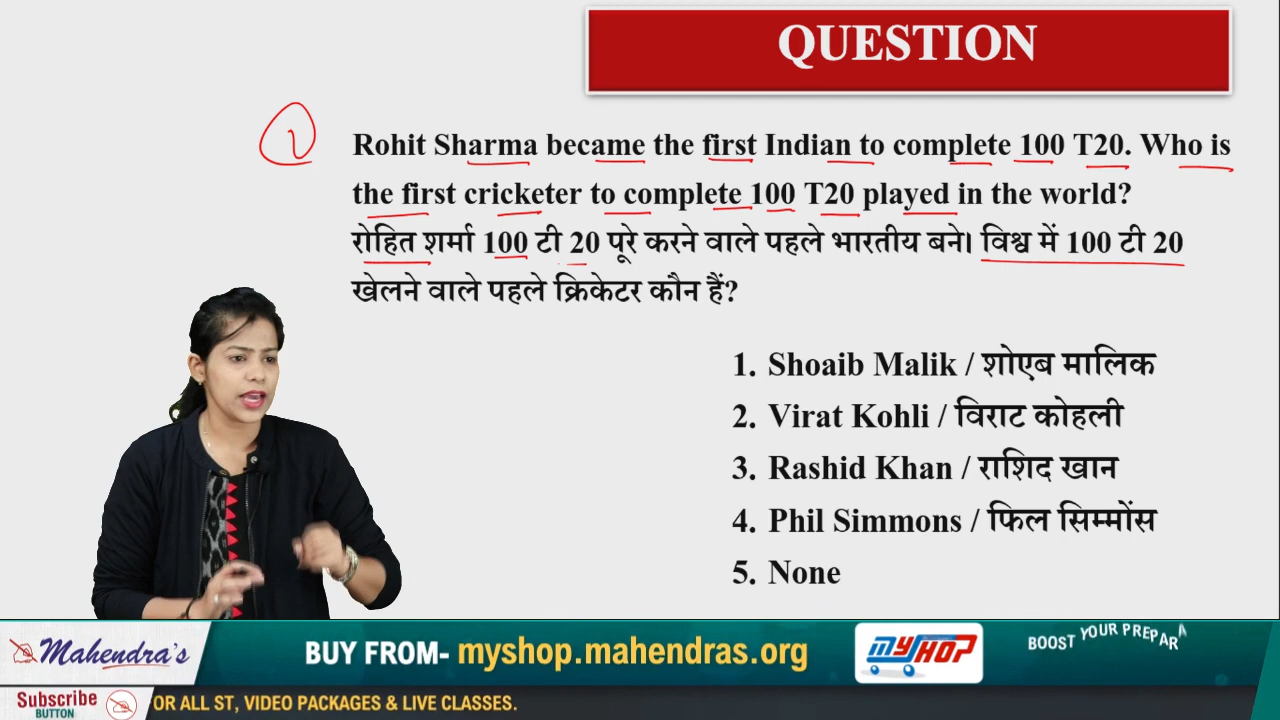 QUESTION
1
Rohit Sharma became the first Indian to complete 100 T20. Who is
the first cricketer to complete 100 T20 played in the world?
रोहित शर्मा 100 टी 20 पूरे करने वाले पहले भारतीय बने। विश्व में 100 टी 20
खेलने वाले पहले क्रिकेटर कौन हैं?
1. Shoaib Malik / शोएब मालिक
2. Virat Kohli / विराट कोहली
3. Rashid Khan / राशिद खान
4. Phil Simmons / फिल सिम्मोंस
5. None
Mahendra's
BUY FROM- myshop.mahendras.org
MYSHOP
BOOST YOUR PREPARA
Subscribe
BUTTON
OR ALL ST, VIDEO PACKAGES & LIVE CLASSES.